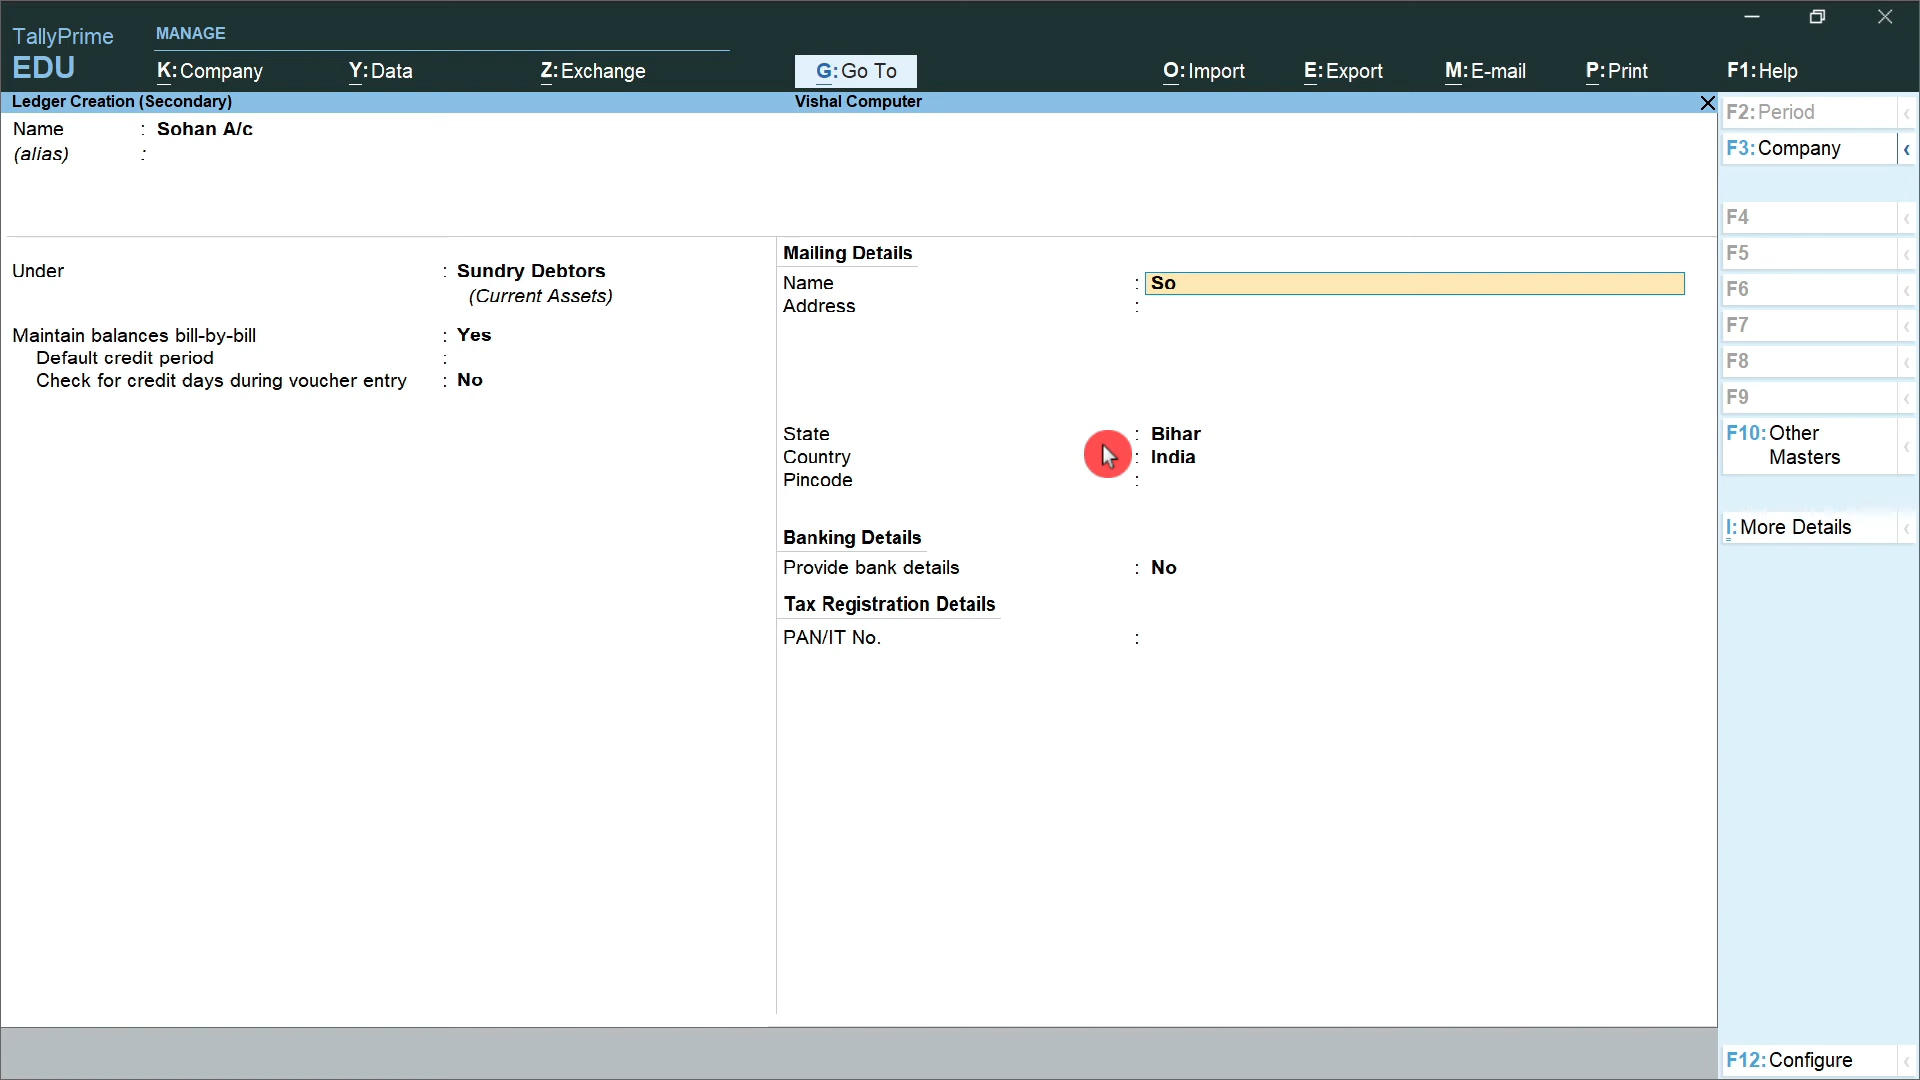 TallyPrime
EDU
MANAGE
K:Company Y:Data Z:Exchange G:Go To O:Import E:Export M:E-mail P:Print F1:Help
Ledger Creation (Secondary) Vishal Computer
Name : Sohan A/c
(alias) :
Under : Sundry Debtors
(Current Assets)
Maintain balances bill-by-bill : Yes
Default credit period :
Check for credit days during voucher entry : No
Mailing Details
Name : So
Address :
State : Bihar
Country : India
Pincode :
Banking Details
Provide bank details : No
Tax Registration Details
PAN/IT No. :
F2:Period
F3:Company
F4
F5
F6
F7
F8
F9
F10:Other
Masters
I:More Details
F12:Configure